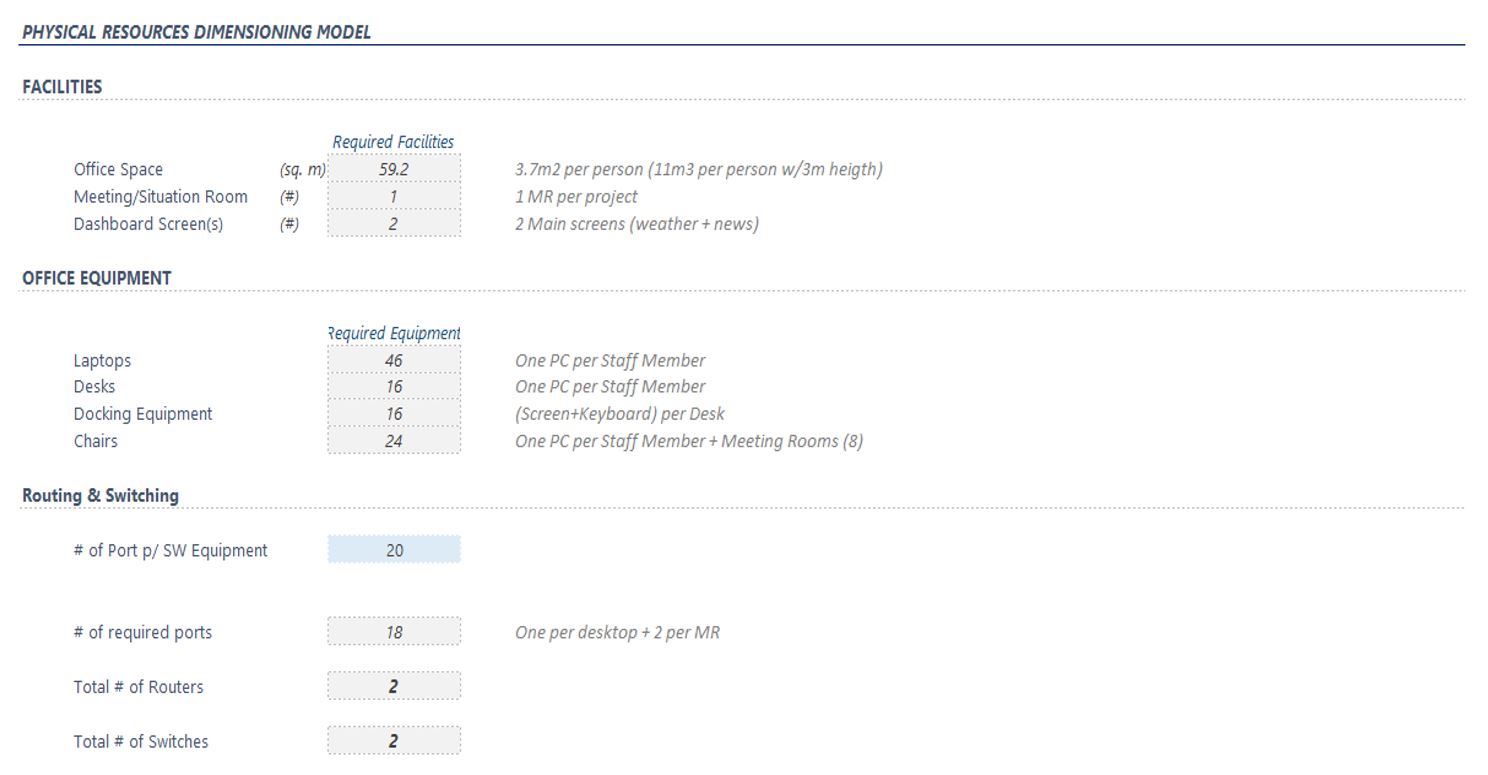 PHYSICAL RESOURCES DIMENSIONING MODEL
FACILITIES
Required Facilities
Office Space (sq. m) 59.2 3.7m2 per person (11m3 per person w/3m heigth)
Meeting/Situation Room (#) 1 1 MR per project
Dashboard Screen(s) (#) 2 2 Main screens (weather + news)
OFFICE EQUIPMENT
Required Equipment
Laptops 46 One PC per Staff Member
Desks 16 One PC per Staff Member
Docking Equipment 16 (Screen+Keyboard) per Desk
Chairs 24 One PC per Staff Member + Meeting Rooms (8)
Routing & Switching
# of Port p/ SW Equipment 20
# of required ports 18 One per desktop + 2 per MR
Total # of Routers 2
Total # of Switches 2